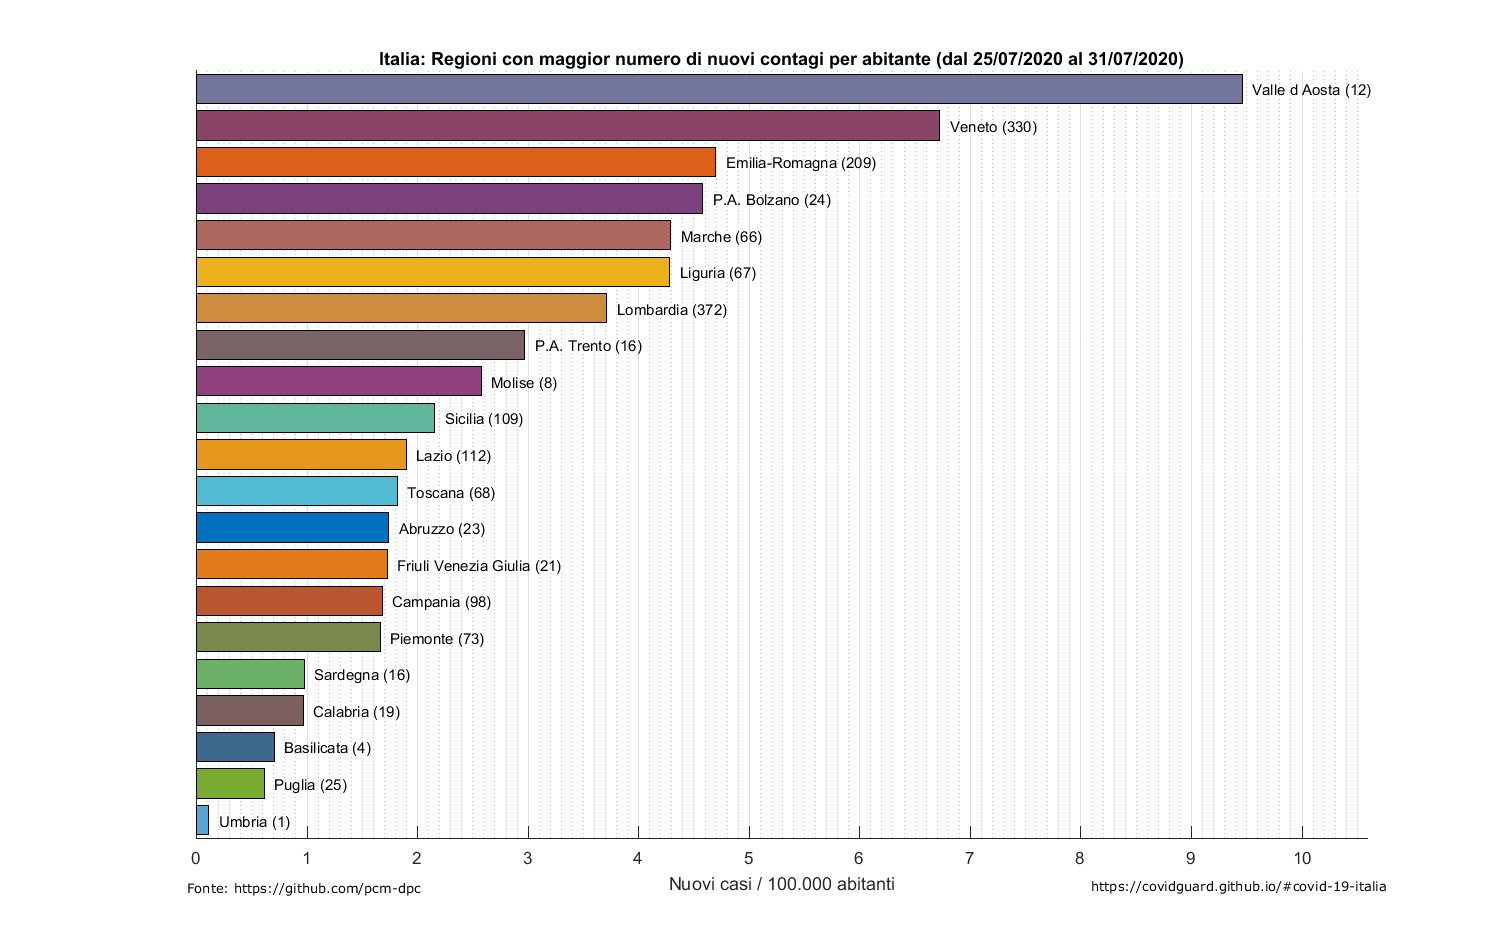 Italia: Regioni con maggior numero di nuovi contagi per abitante (dal 25/07/2020 al 31/07/2020)
Valle d Aosta (12)
Veneto (330)
Emilia-Romagna (209)
P.A. Bolzano (24)
Marche (66)
Liguria (67)
Lombardia (372)
P.A. Trento (16)
Molise (8)
Sicilia (109)
Lazio (112)
Toscana (68)
Abruzzo (23)
Friuli Venezia Giulia (21)
Campania (98)
Piemonte (73)
Sardegna (16)
Calabria (19)
Basilicata (4)
Puglia (25)
Umbria (1)
0 1 2 3 4 5 6 7 8 9 10
Nuovi casi / 100.000 abitanti
Fonte: https://github.com/pcm-dpc
https://covidguard.github.io/#covid-19-italia